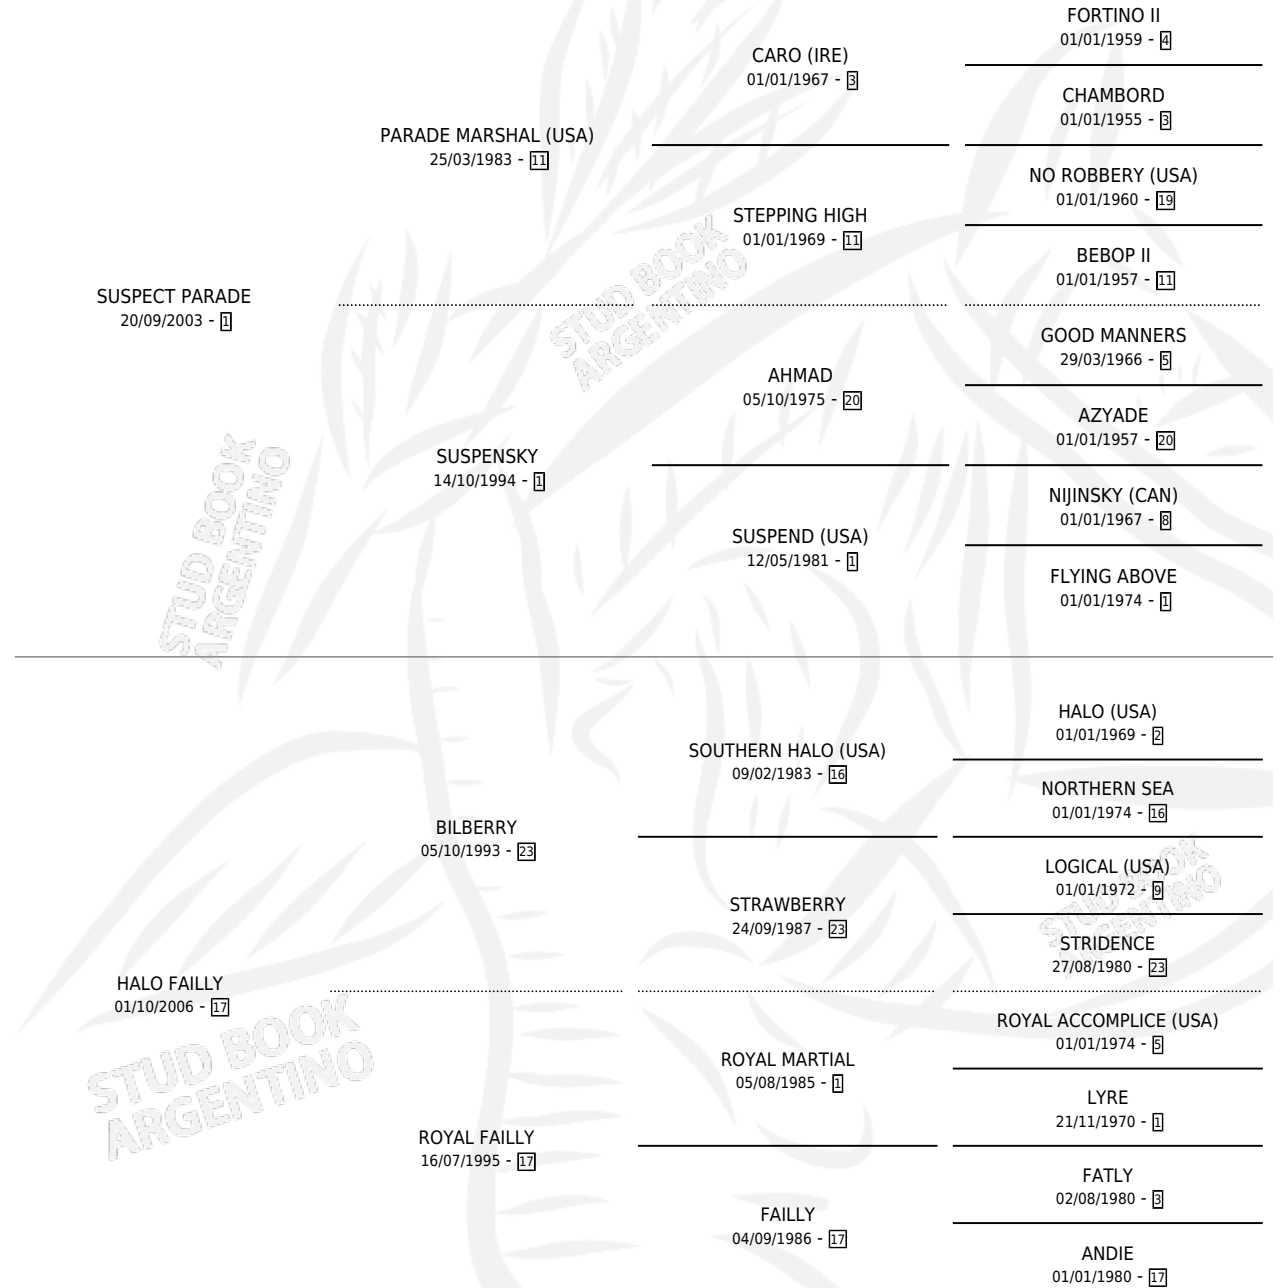 FORTINO II
01/01/1959 - 4
CARO (IRE)
01/01/1967 - 3
CHAMBORD
01/01/1955 - 3
PARADE MARSHAL (USA)
25/03/1983 - 11
NO ROBBERY (USA)
01/01/1960 - 19
STEPPING HIGH
01/01/1969 - 11
BEBOP II
01/01/1957 - 11
SUSPECT PARADE
20/09/2003 - 1
STUD BOOK
ARGENTINO
GOOD MANNERS
29/03/1966 - 5
AHMAD
05/10/1975 - 20
AZYADE
01/01/1957 - 20
SUSPENSKY
14/10/1994 - 1
NIJINSKY (CAN)
01/01/1967 - 8
SUSPEND (USA)
12/05/1981 - 1
FLYING ABOVE
01/01/1974 - 1
STUD BOOK
ARGENTINO
HALO (USA)
01/01/1969 - 2
SOUTHERN HALO (USA)
09/02/1983 - 16
NORTHERN SEA
01/01/1974 - 16
BILBERRY
05/10/1993 - 23
LOGICAL (USA)
01/01/1972 - 9
STRAWBERRY
24/09/1987 - 23
STRIDENCE
27/08/1980 - 23
STUD BOOK
ARGENTINO
HALO FAILLY
01/10/2006 - 17
ROYAL ACCOMPLICE (USA)
01/01/1974 - 5
ROYAL MARTIAL
05/08/1985 - 1
LYRE
21/11/1970 - 1
STUD BOOK
ARGENTINO
ROYAL FAILLY
16/07/1995 - 17
FATLY
02/08/1980 - 3
FAILLY
04/09/1986 - 17
ANDIE
01/01/1980 - 17